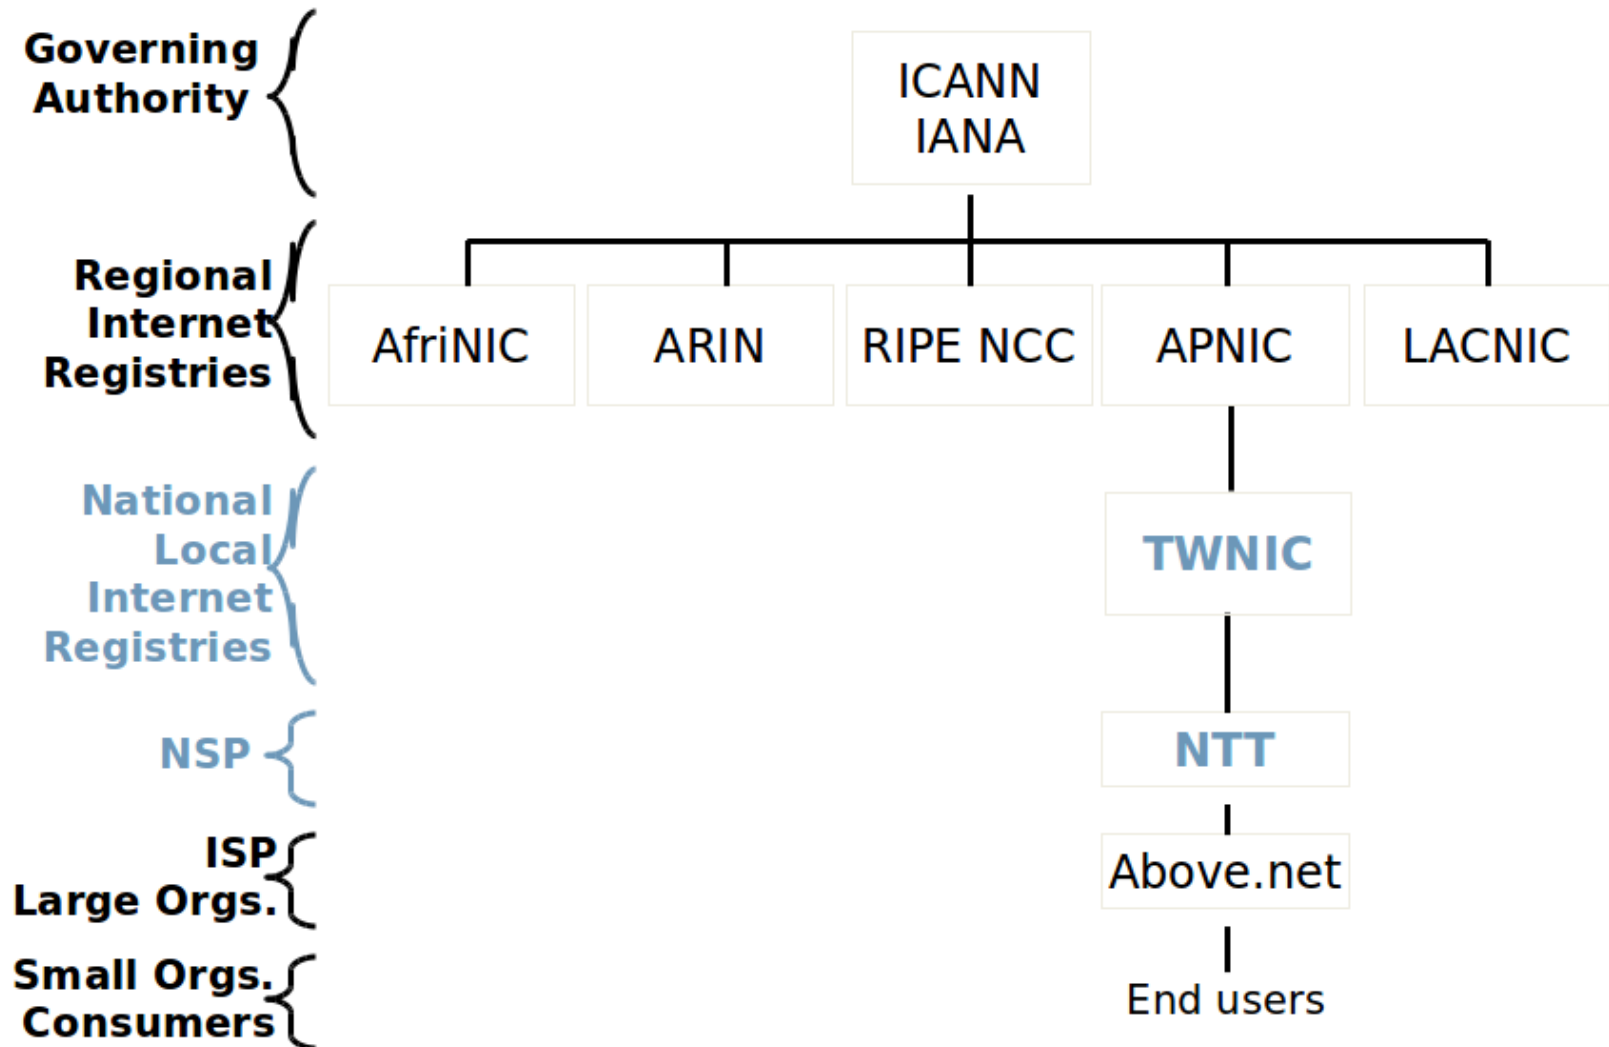 Governing
Authority
ICANN
IANA
Regional
Internet
Registries
AfriNIC
ARIN
RIPE NCC
APNIC
LACNIC
National
Local
Internet
Registries
TWNIC
NSP
NTT
ISP
Large Orgs.
Above.net
Small Orgs.
Consumers
End users